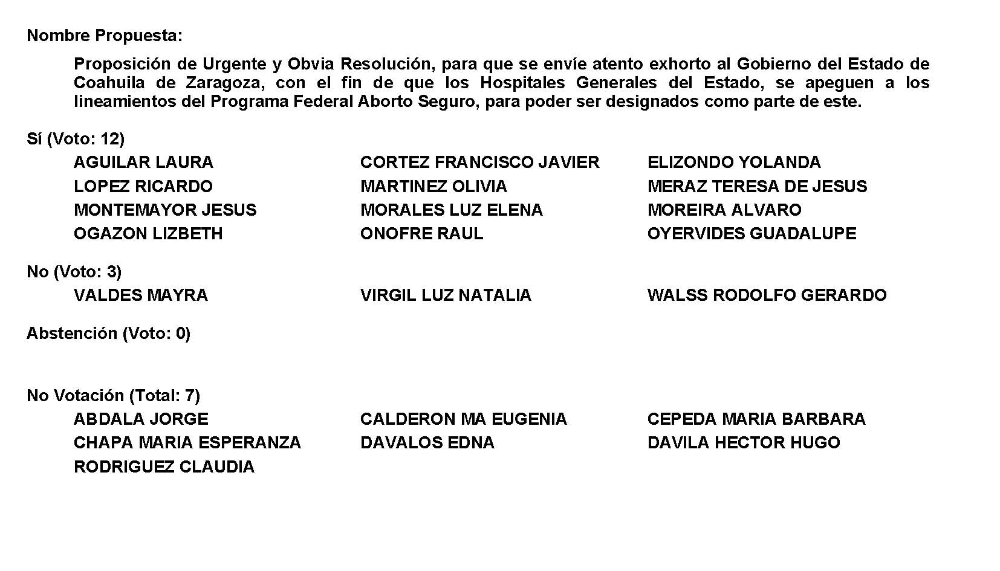 Nombre Propuesta:
Proposición de Urgente y Obvia Resolución, para que se envíe atento exhorto al Gobierno del Estado de
Coahuila de Zaragoza, con el fin de que los Hospitales Generales del Estado, se apeguen a los
lineamientos del Programa Federal Aborto Seguro, para poder ser designados como parte de este.
Sí (Voto: 12)
AGUILAR LAURA CORTEZ FRANCISCO JAVIER ELIZONDO YOLANDA
LOPEZ RICARDO MARTINEZ OLIVIA MERAZ TERESA DE JESUS
MONTEMAYOR JESUS MORALES LUZ ELENA MOREIRA ALVARO
OGAZON LIZBETH ONOFRE RAUL OYERVIDES GUADALUPE
No (Voto: 3)
VALDES MAYRA VIRGIL LUZ NATALIA WALSS RODOLFO GERARDO
Abstención (Voto: 0)
No Votación (Total: 7)
ABDALA JORGE CALDERON MA EUGENIA CEPEDA MARIA BARBARA
CHAPA MARIA ESPERANZA DAVALOS EDNA DAVILA HECTOR HUGO
RODRIGUEZ CLAUDIA